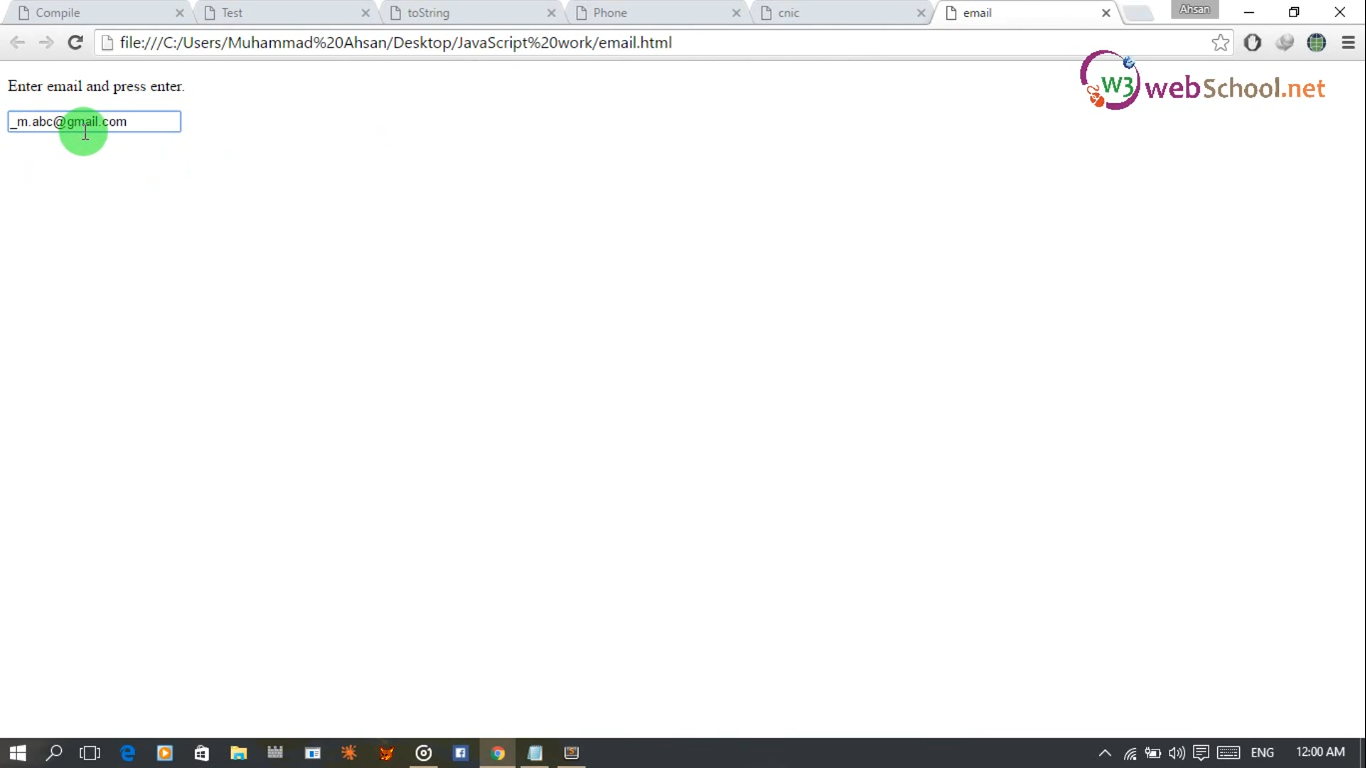 Compile
Test
toString
Phone
cnic
email
Ahsan
file:///C:/Users/Muhammad%20Ahsan/Desktop/JavaScript%20work/email.html
W3 webSchool.net
Enter email and press enter.
_m.abc@gmail.com
ENG
12:00 AM